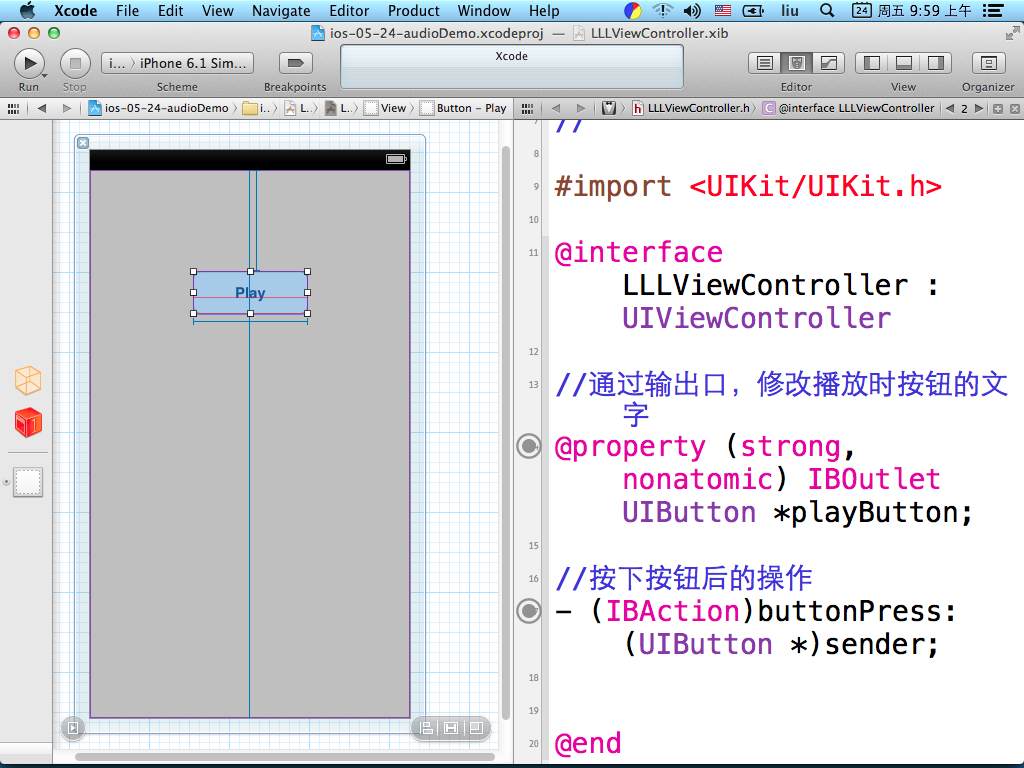 Xcode File Edit View Navigate Editor Product Window Help liu 24 周五 9:59 上午
ios-05-24-audioDemo.xcodeproj — LLLViewController.xib
Run Stop i... iPhone 6.1 Sim... Scheme Breakpoints Xcode Editor View Organizer
ios-05-24-audioDemo i... L... L... View Button - Play
h LLLViewController.h C @interface LLLViewController 2
Play
7 //
8
9 #import <UIKit/UIKit.h>
10
11 @interface
LLLViewController :
UIViewController
12
13 //通过输出口，修改播放时按钮的文
字
@property (strong,
nonatomic) IBOutlet
UIButton *playButton;
15
16 //按下按钮后的操作
- (IBAction)buttonPress:
(UIButton *)sender;
18
19
20 @end